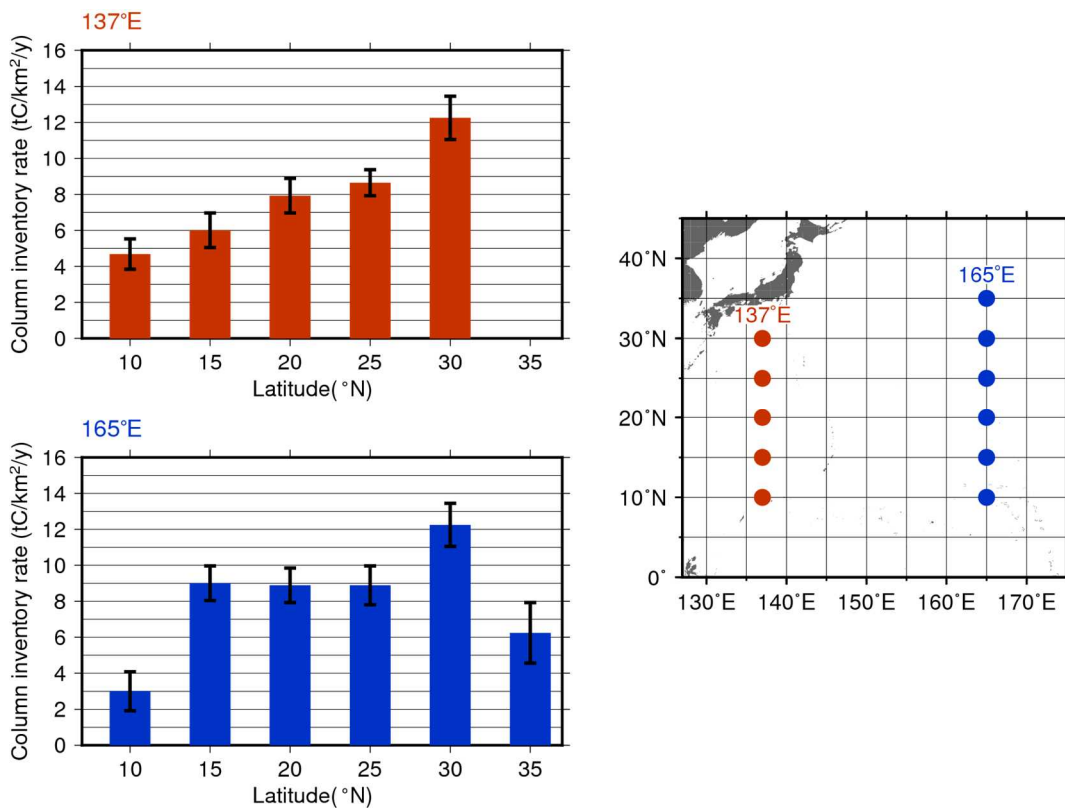 137°E
Column inventory rate (tC/km²/y)
16
14
12
10
8
6
4
2
0
10 15 20 25 30 35
Latitude(°N)
165°E
Column inventory rate (tC/km²/y)
16
14
12
10
8
6
4
2
0
10 15 20 25 30 35
Latitude(°N)
40°N
30°N
20°N
10°N
0°
137°E
165°E
130°E 140°E 150°E 160°E 170°E